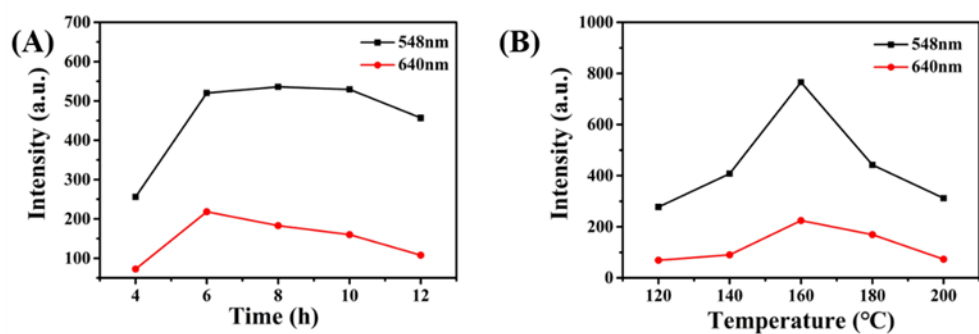 (A)
548nm
640nm
Intensity (a.u.)
700
600
500
400
300
200
100
4 6 8 10 12
Time (h)
(B)
548nm
640nm
Intensity (a.u.)
1000
800
600
400
200
0
120 140 160 180 200
Temperature (℃)